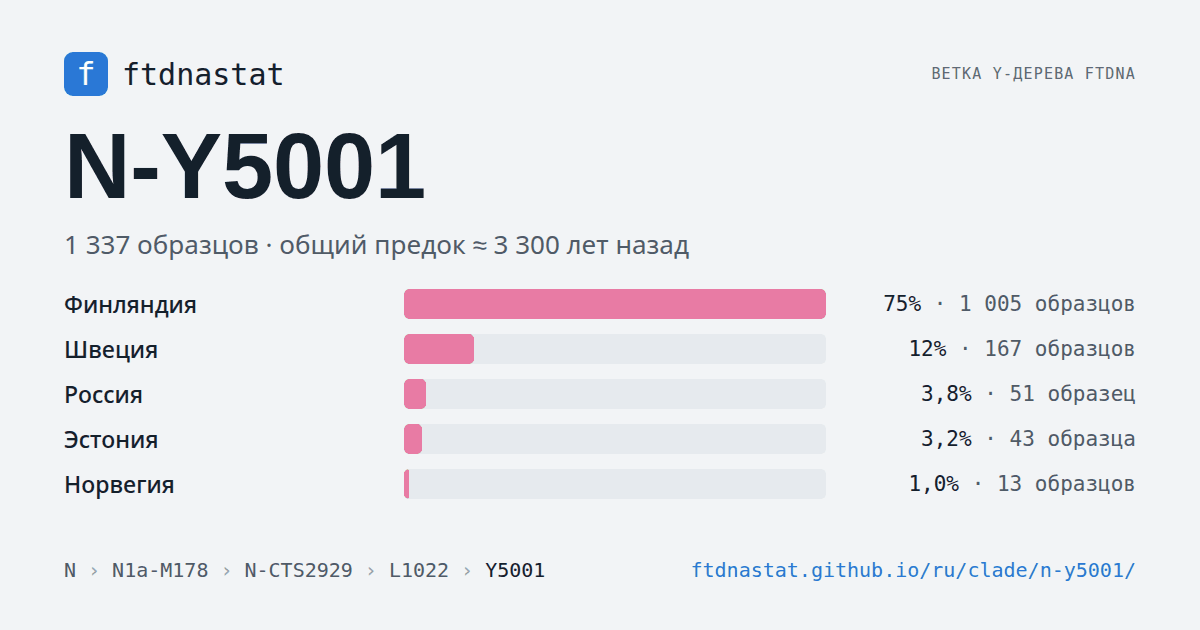 f ftdnastat
ВЕТКА Y-ДЕРЕВА FTDNA
N-Y5001
1 337 образцов · общий предок ≈ 3 300 лет назад
Финляндия 75% · 1 005 образцов
Швеция 12% · 167 образцов
Россия 3,8% · 51 образец
Эстония 3,2% · 43 образца
Норвегия 1,0% · 13 образцов
N › N1a-M178 › N-CTS2929 › L1022 › Y5001
ftdnastat.github.io/ru/clade/n-y5001/